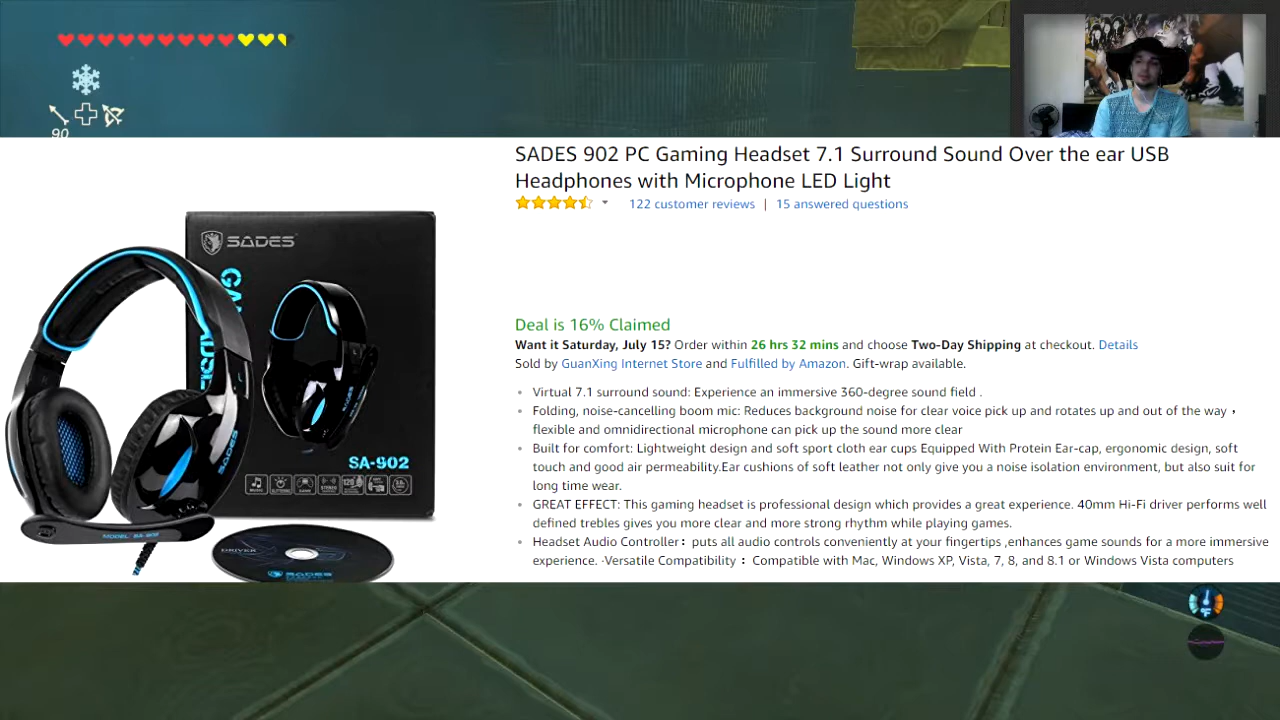 90
SADES 902 PC Gaming Headset 7.1 Surround Sound Over the ear USB
Headphones with Microphone LED Light
122 customer reviews | 15 answered questions
Deal is 16% Claimed
Want it Saturday, July 15? Order within 26 hrs 32 mins and choose Two-Day Shipping at checkout. Details
Sold by GuanXing Internet Store and Fulfilled by Amazon. Gift-wrap available.
• Virtual 7.1 surround sound: Experience an immersive 360-degree sound field .
• Folding, noise-cancelling boom mic: Reduces background noise for clear voice pick up and rotates up and out of the way，
flexible and omnidirectional microphone can pick up the sound more clear
• Built for comfort: Lightweight design and soft sport cloth ear cups Equipped With Protein Ear-cap, ergonomic design, soft
touch and good air permeability.Ear cushions of soft leather not only give you a noise isolation environment, but also suit for
long time wear.
• GREAT EFFECT: This gaming headset is professional design which provides a great experience. 40mm Hi-Fi driver performs well
defined trebles gives you more clear and more strong rhythm while playing games.
• Headset Audio Controller： puts all audio controls conveniently at your fingertips ,enhances game sounds for a more immersive
experience. ·Versatile Compatibility ： Compatible with Mac, Windows XP, Vista, 7, 8, and 8.1 or Windows Vista computers
SADES
SA-902
SADES
MODEL: SA-902
DRIVER
SADES
°F